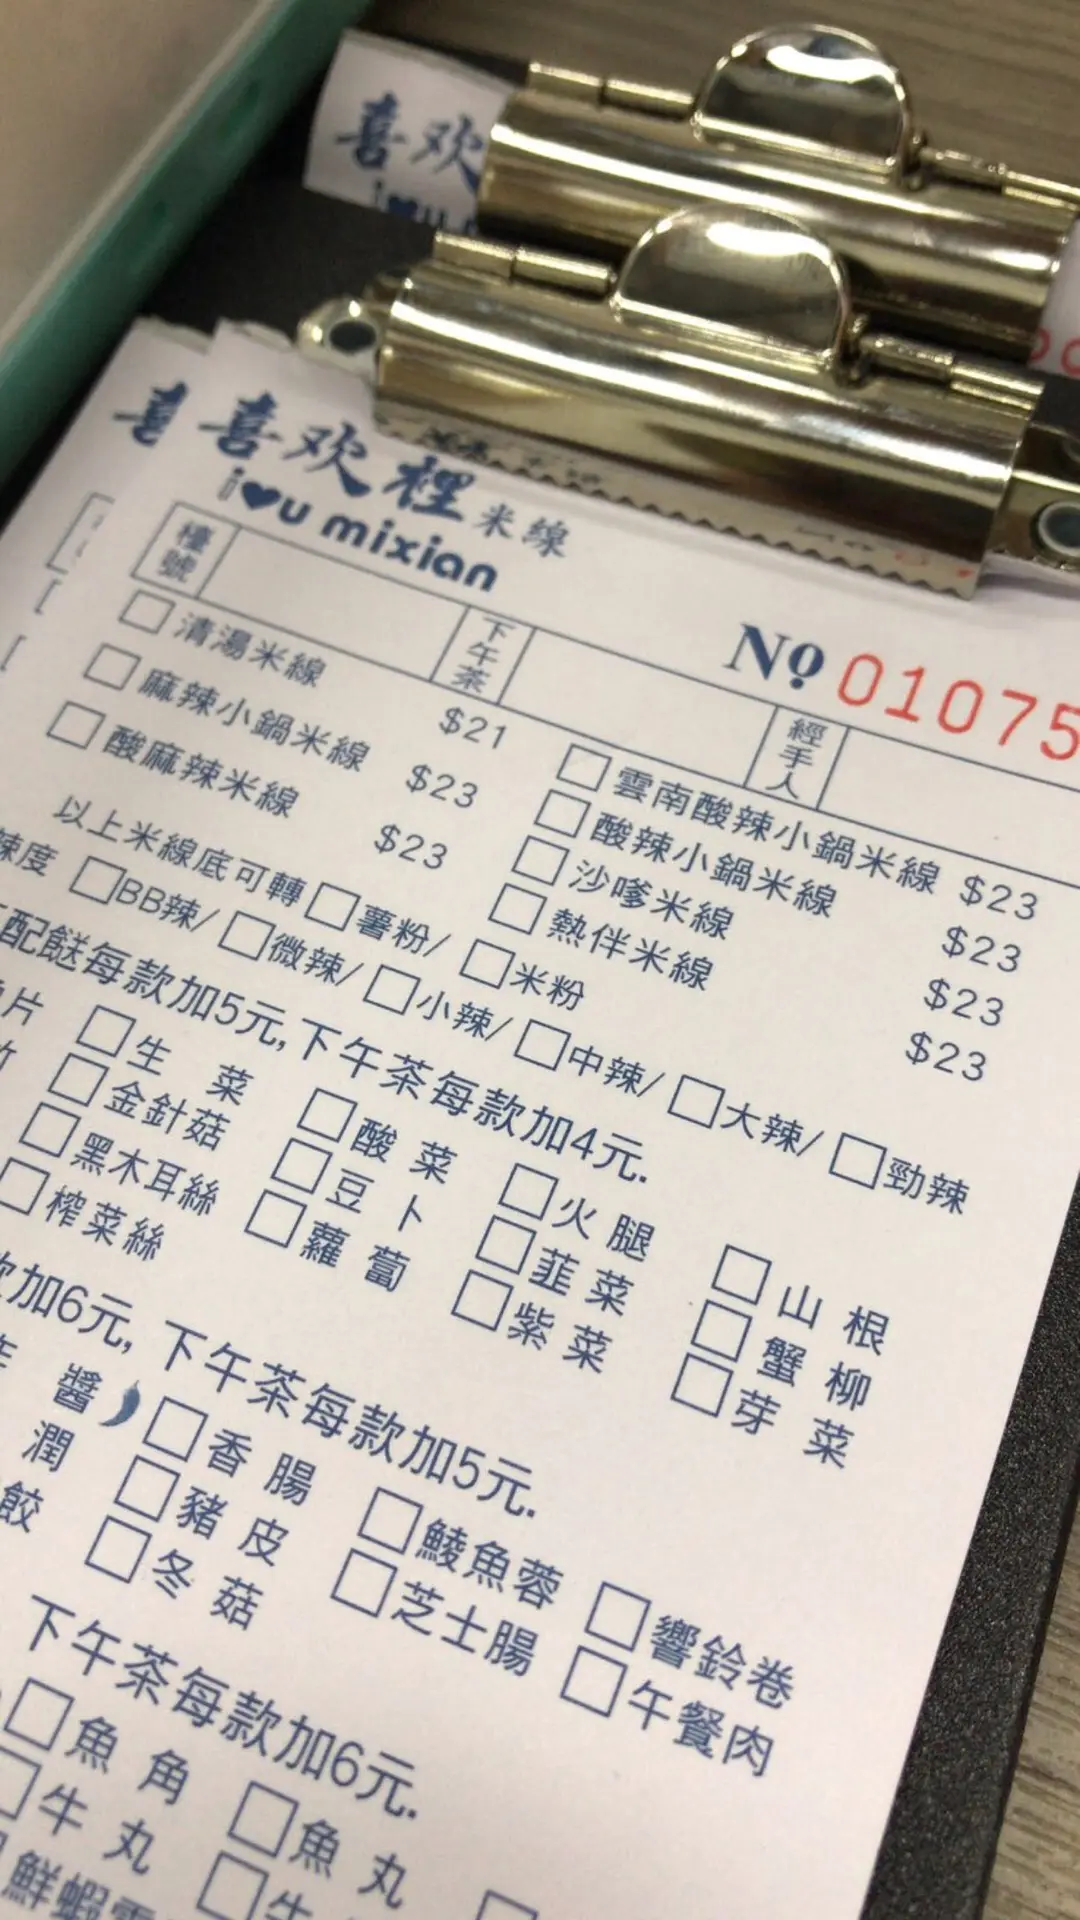 喜欢
i♥u
喜
喜欢裡米線
i♥u mixian
No 01075
檯號 下午茶 經手人
□清湯米線 $21 □雲南酸辣小鍋米線 $23
□麻辣小鍋米線 $23 □酸辣小鍋米線 $23
□酸麻辣米線 $23 □沙嗲米線 $23
□熱伴米線 $23
以上米線底可轉□薯粉/ □米粉
辣度 □BB辣/ □微辣/ □小辣/ □中辣/ □大辣/ □勁辣
配餸每款加5元,下午茶每款加4元.
片 □生菜 □酸菜 □火腿 □山根
□金針菇 □豆卜 □韮菜 □蟹柳
□黑木耳絲 □蘿蔔 □紫菜 □芽菜
□榨菜絲
加6元, 下午茶每款加5元.
醬 □香腸 □鯪魚蓉 □響鈴卷
潤 □豬皮 □芝士腸 □午餐肉
餃 □冬菇
下午茶每款加6元.
□魚角 □魚丸
□牛丸 □牛
鮮蝦